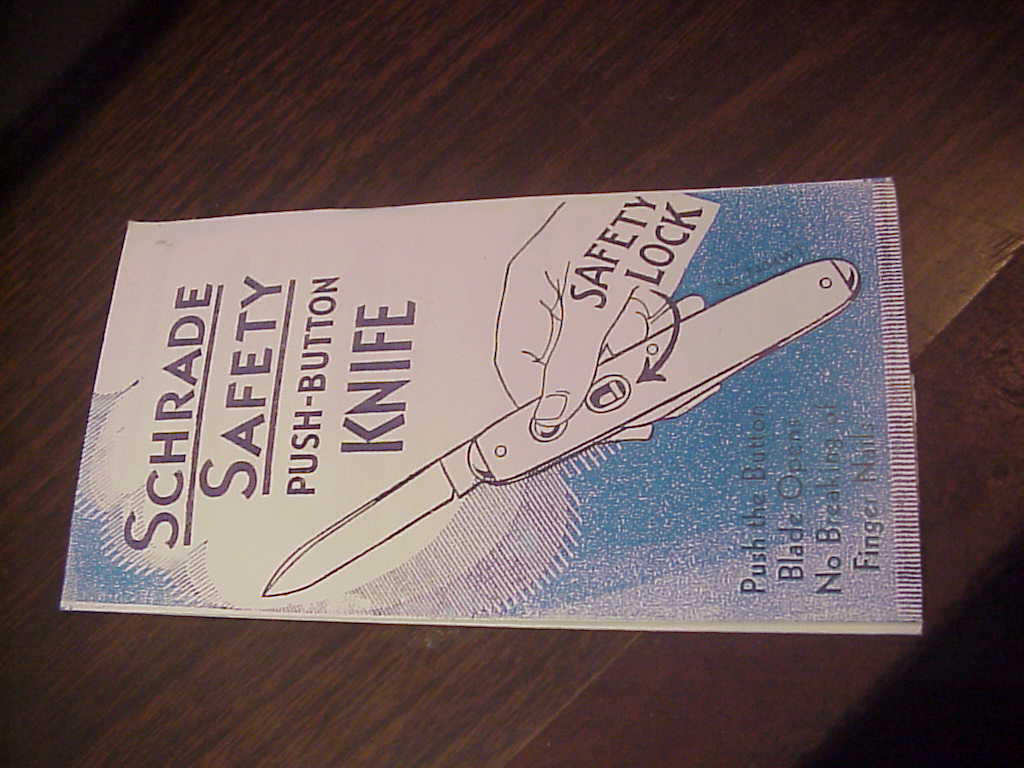 SCHRADE
SAFETY
PUSH-BUTTON
KNIFE
SAFETY
LOCK
Push the Button
Blade Opens
No Breaking of
Finger Nails